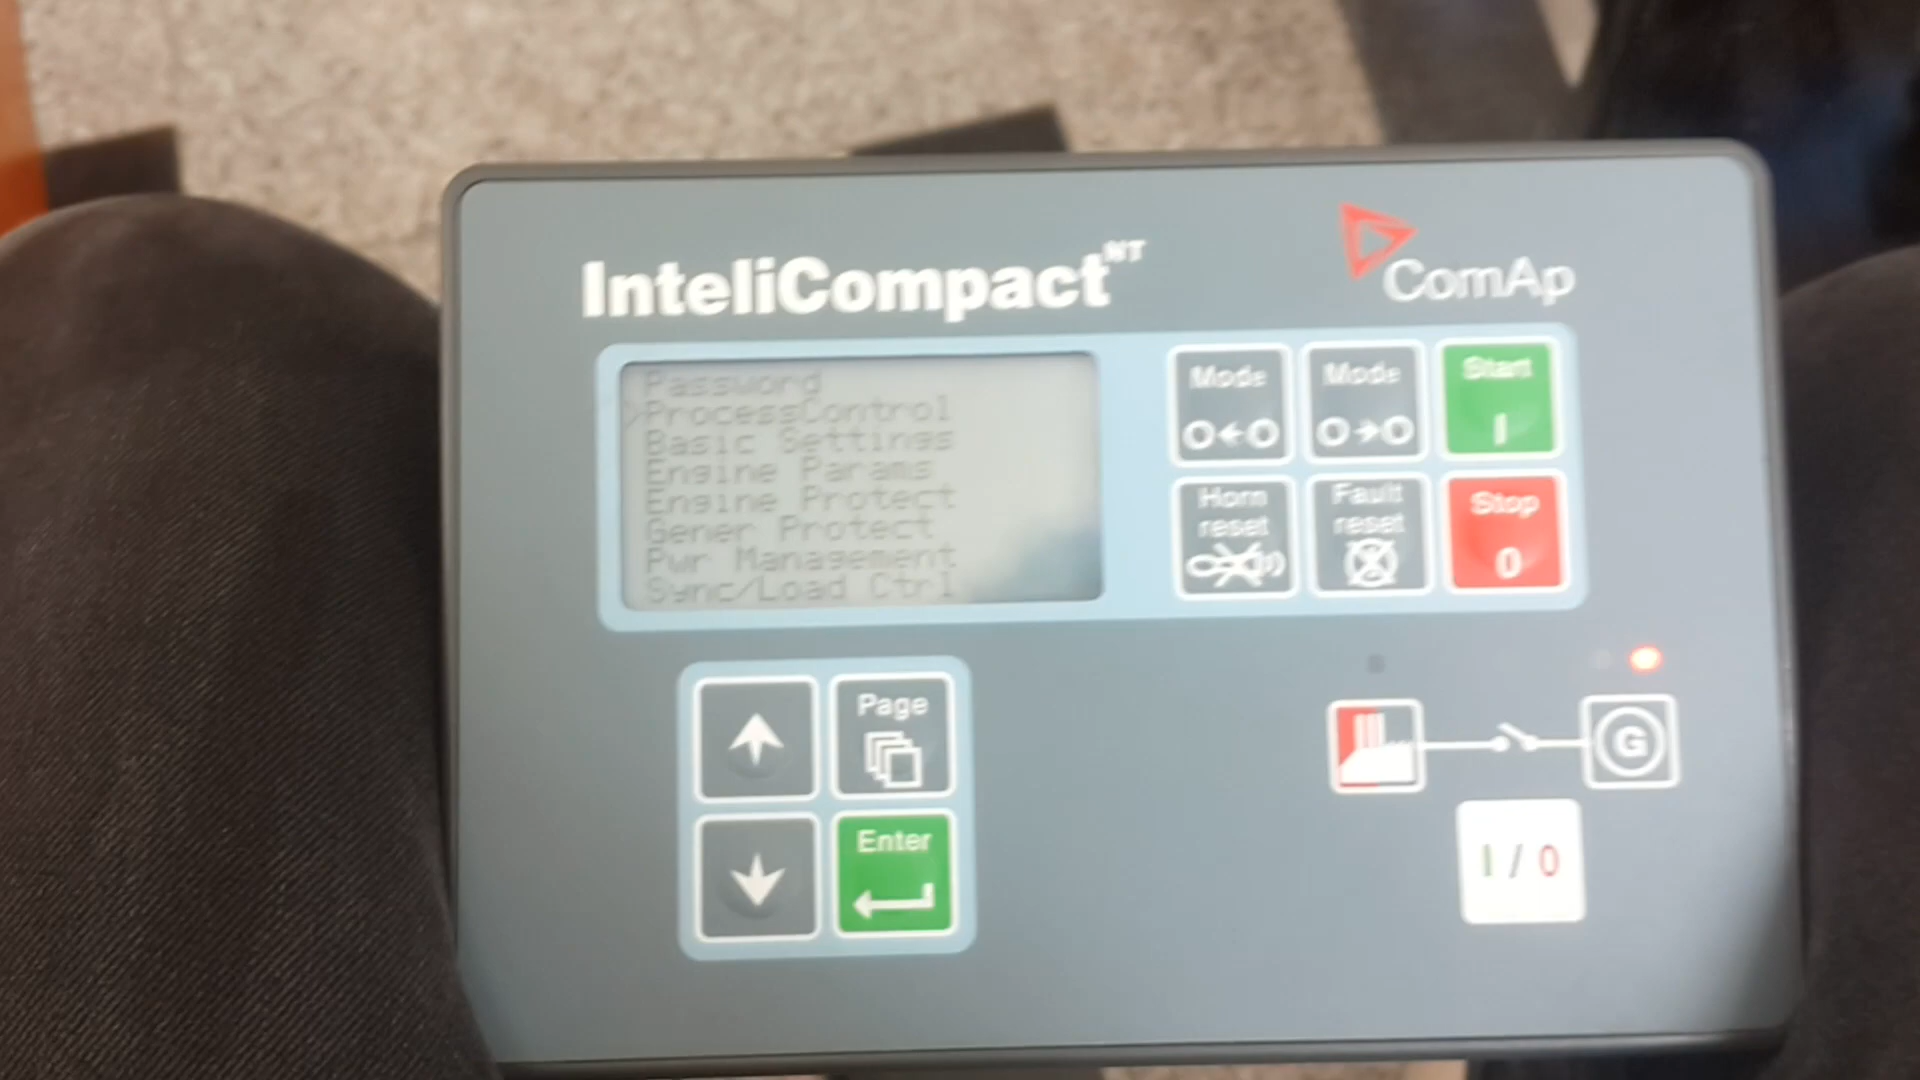 InteliCompact NT
ComAp
Password
>ProcessControl
Basic Settings
Engine Params
Engine Protect
Gener Protect
Pwr Management
Sync/Load Ctrl
Mode
Mode
Start
I
Horn
reset
Fault
reset
Stop
0
Page
Enter
G
I / 0